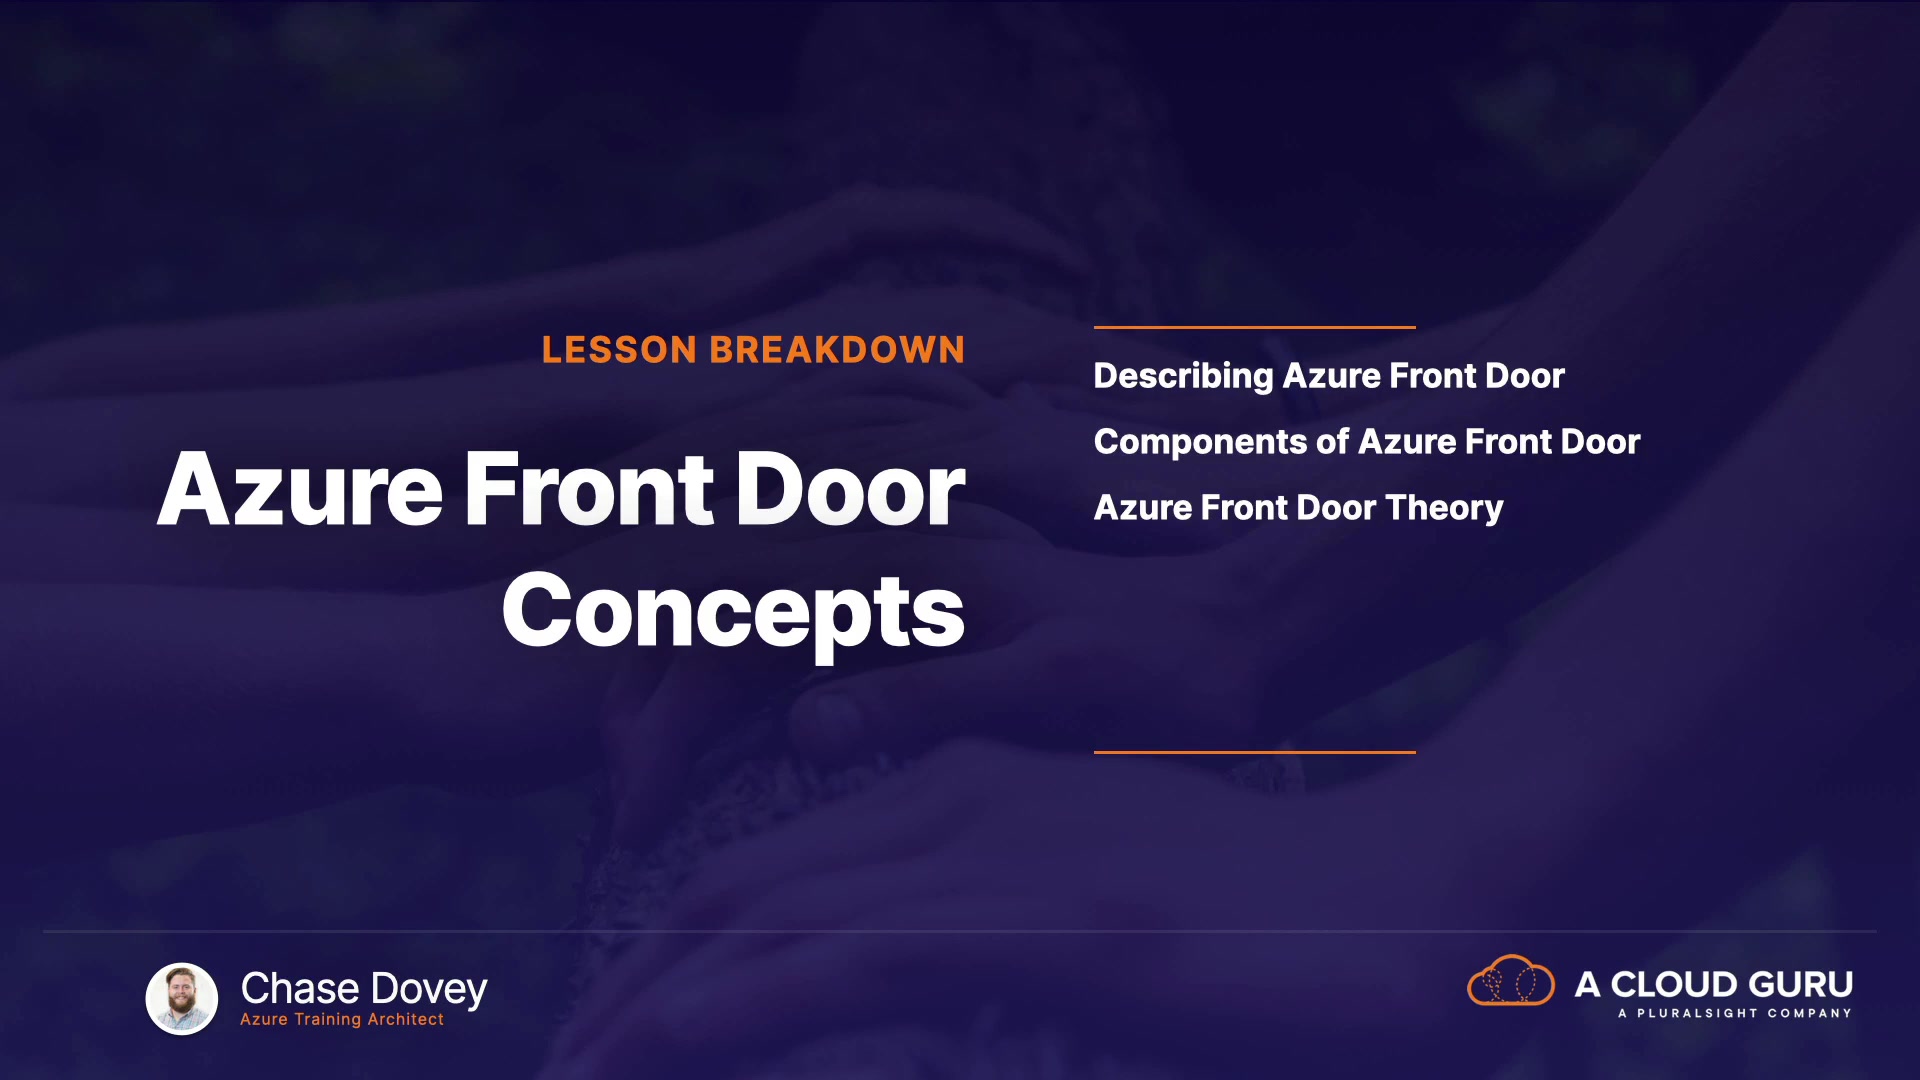 LESSON BREAKDOWN
Azure Front Door
Concepts
Describing Azure Front Door
Components of Azure Front Door
Azure Front Door Theory
Chase Dovey
Azure Training Architect
A CLOUD GURU
A PLURALSIGHT COMPANY